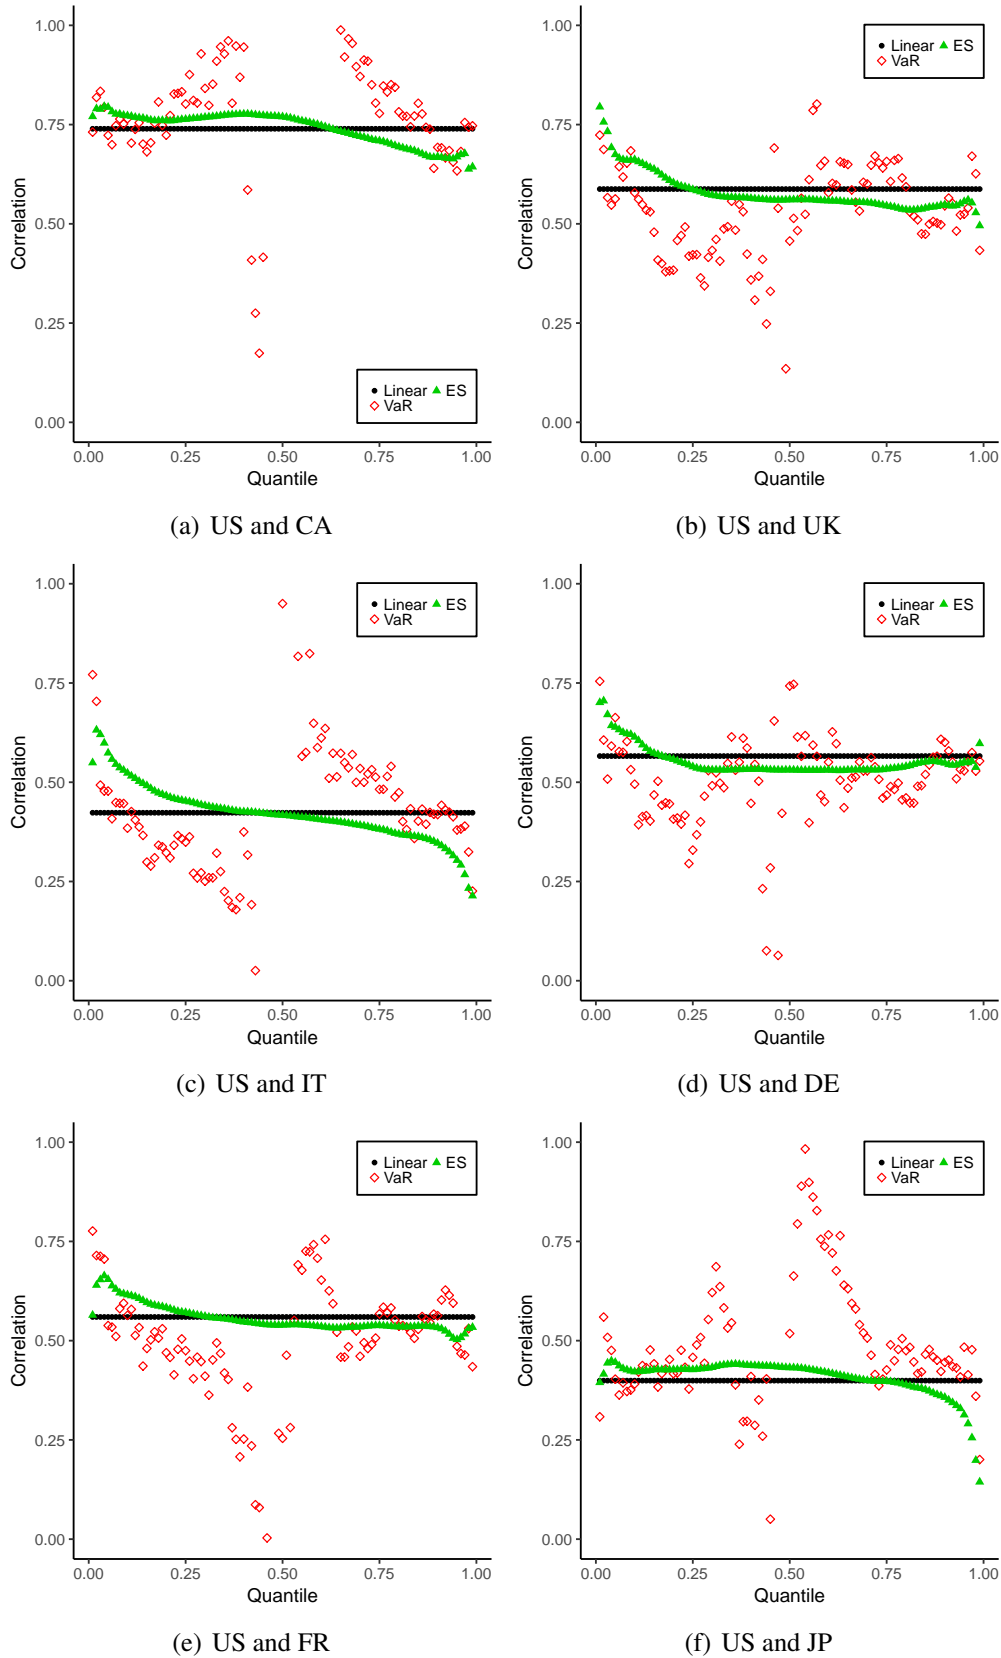 1.00
0.75
0.50
0.25
0.00
Correlation
Linear ES
VaR
0.00 0.25 0.50 0.75 1.00
Quantile
(a) US and CA
1.00
0.75
0.50
0.25
0.00
Correlation
Linear ES
VaR
0.00 0.25 0.50 0.75 1.00
Quantile
(b) US and UK
1.00
0.75
0.50
0.25
0.00
Correlation
Linear ES
VaR
0.00 0.25 0.50 0.75 1.00
Quantile
(c) US and IT
1.00
0.75
0.50
0.25
0.00
Correlation
Linear ES
VaR
0.00 0.25 0.50 0.75 1.00
Quantile
(d) US and DE
1.00
0.75
0.50
0.25
0.00
Correlation
Linear ES
VaR
0.00 0.25 0.50 0.75 1.00
Quantile
(e) US and FR
1.00
0.75
0.50
0.25
0.00
Correlation
Linear ES
VaR
0.00 0.25 0.50 0.75 1.00
Quantile
(f) US and JP